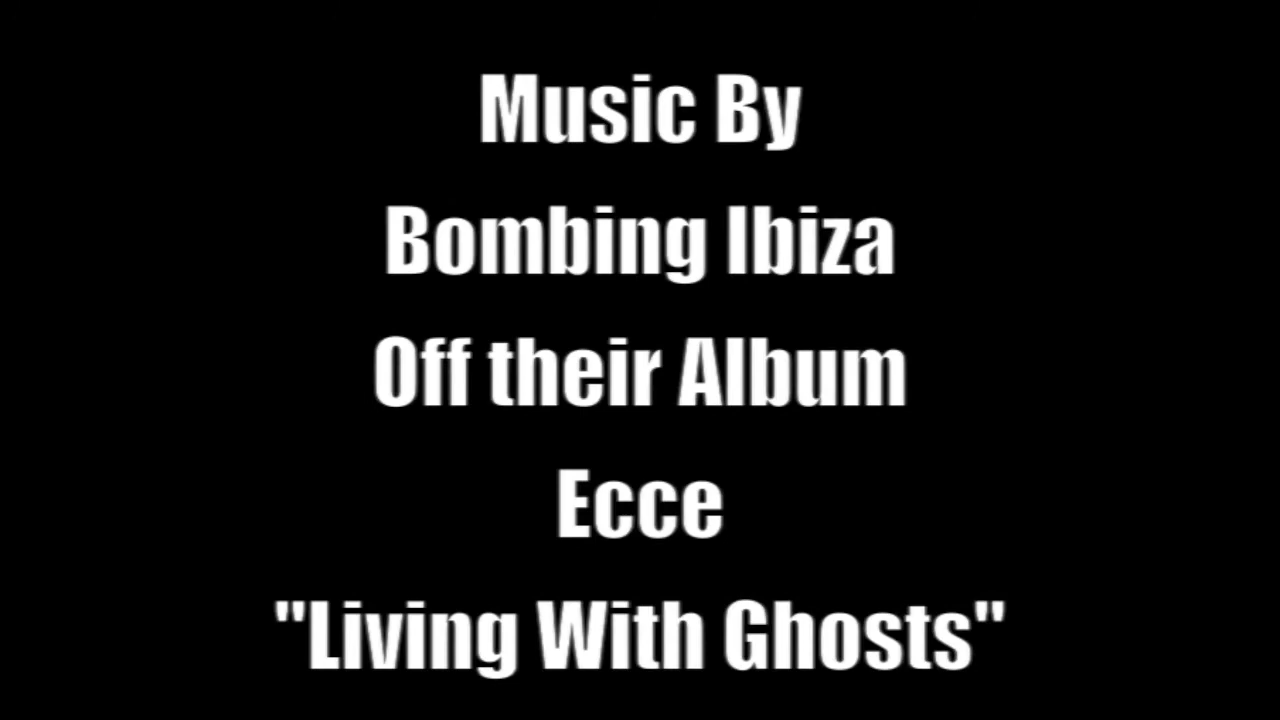 Music By
Bombing Ibiza
Off their Album
Ecce
"Living With Ghosts"